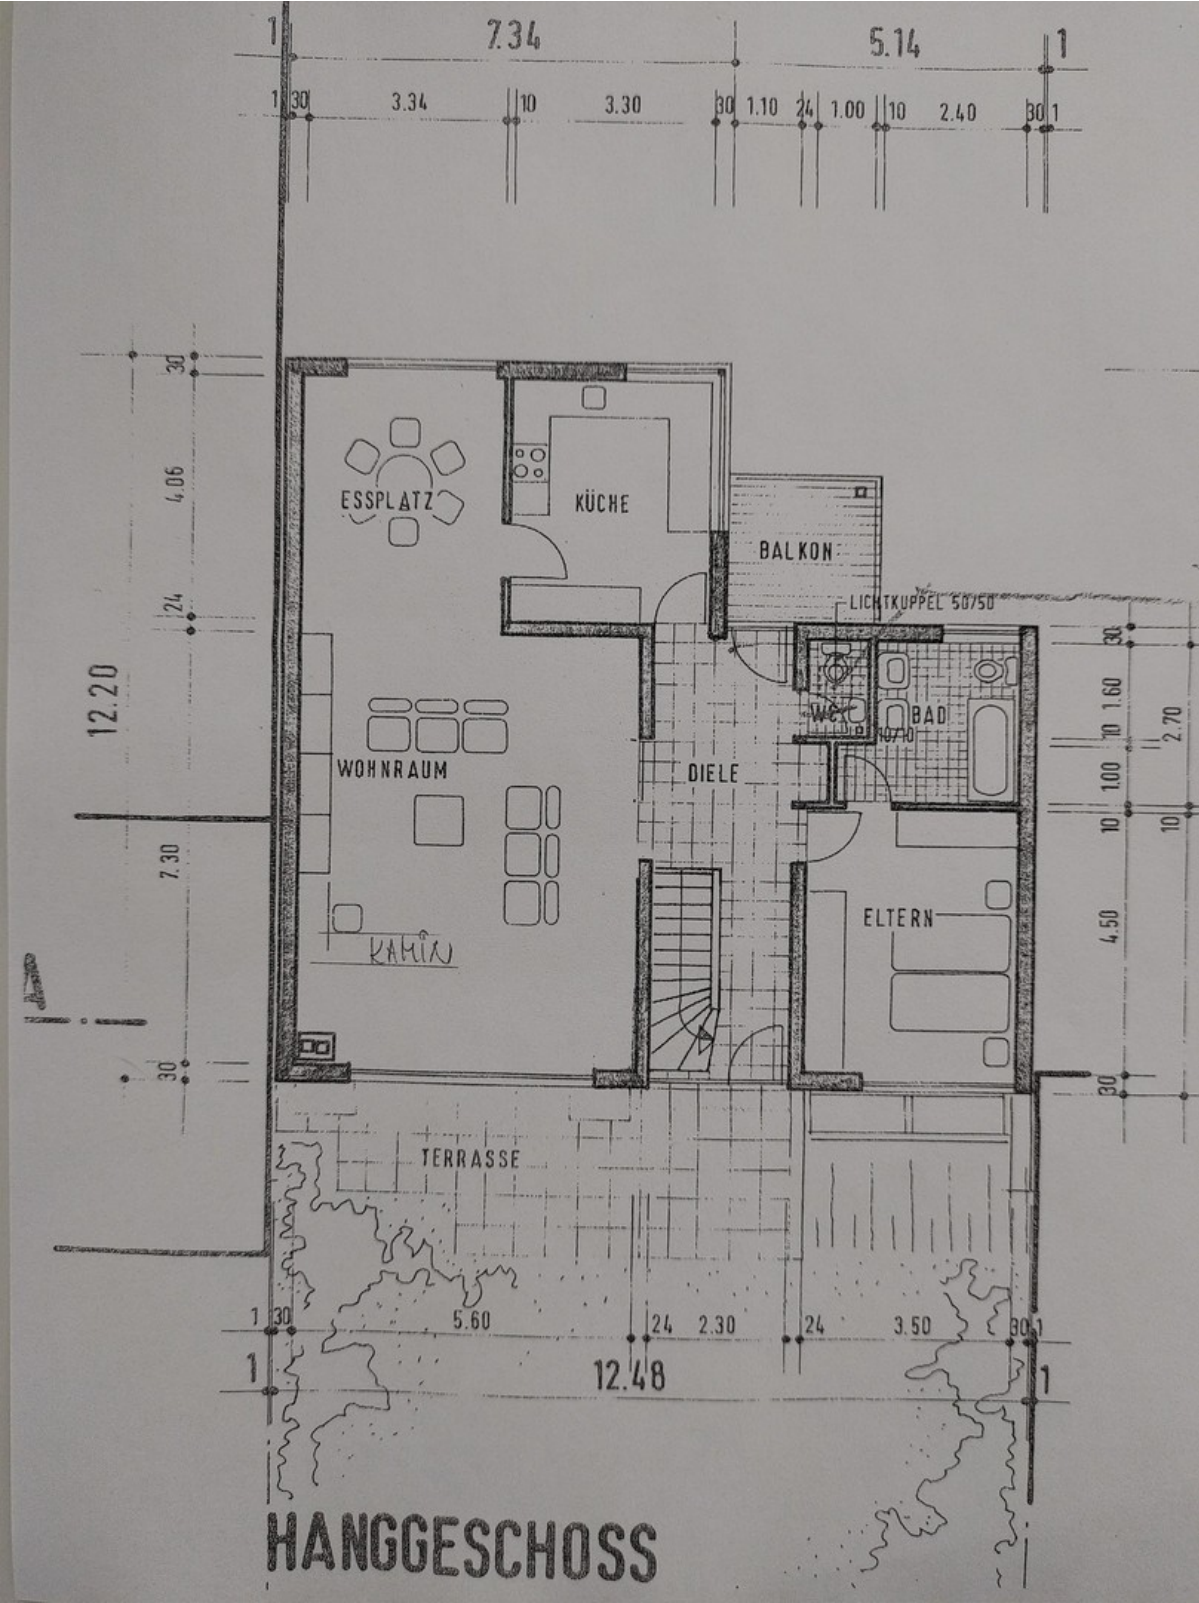 1 7.34 5.14 1
1 30 3.34 10 3.30 30 1.10 24 1.00 10 2.40 30 1
30
4.06
24
12.20
7.30
30
ESSPLATZ
KÜCHE
BALKON
LICHTKUPPEL 50/50
WC
BAD
10/10
WOHNRAUM
DIELE
KAMIN
ELTERN
30
1.60
10
2.70
1.00
10
10
4.50
30
TERRASSE
1 30 5.60 24 2.30 24 3.50 30 1
1 12.48 1
HANGGESCHOSS